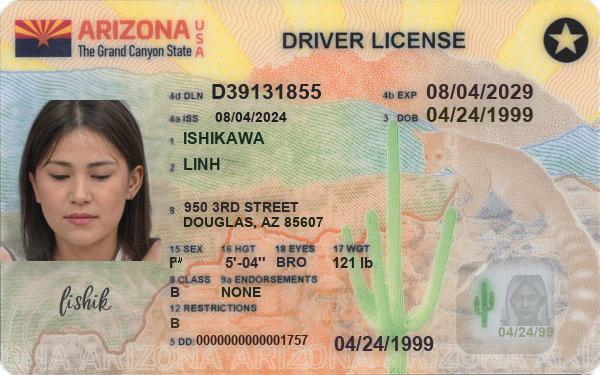 ARIZONA USA
The Grand Canyon State
DRIVER LICENSE
4d DLN D39131855
4b EXP 08/04/2029
4a ISS 08/04/2024
3 DOB 04/24/1999
1 ISHIKAWA
2 LINH
8 950 3RD STREET
DOUGLAS, AZ 85607
15 SEX 16 HGT 18 EYES 17 WGT
5'-04" BRO 121 lb
9 CLASS 9a ENDORSEMENTS
B NONE
12 RESTRICTIONS
B
lishik
5 DD: 0000000000001757
04/24/1999
04/24/99
ARIZONA ARIZONA ARIZONA ARIZONA